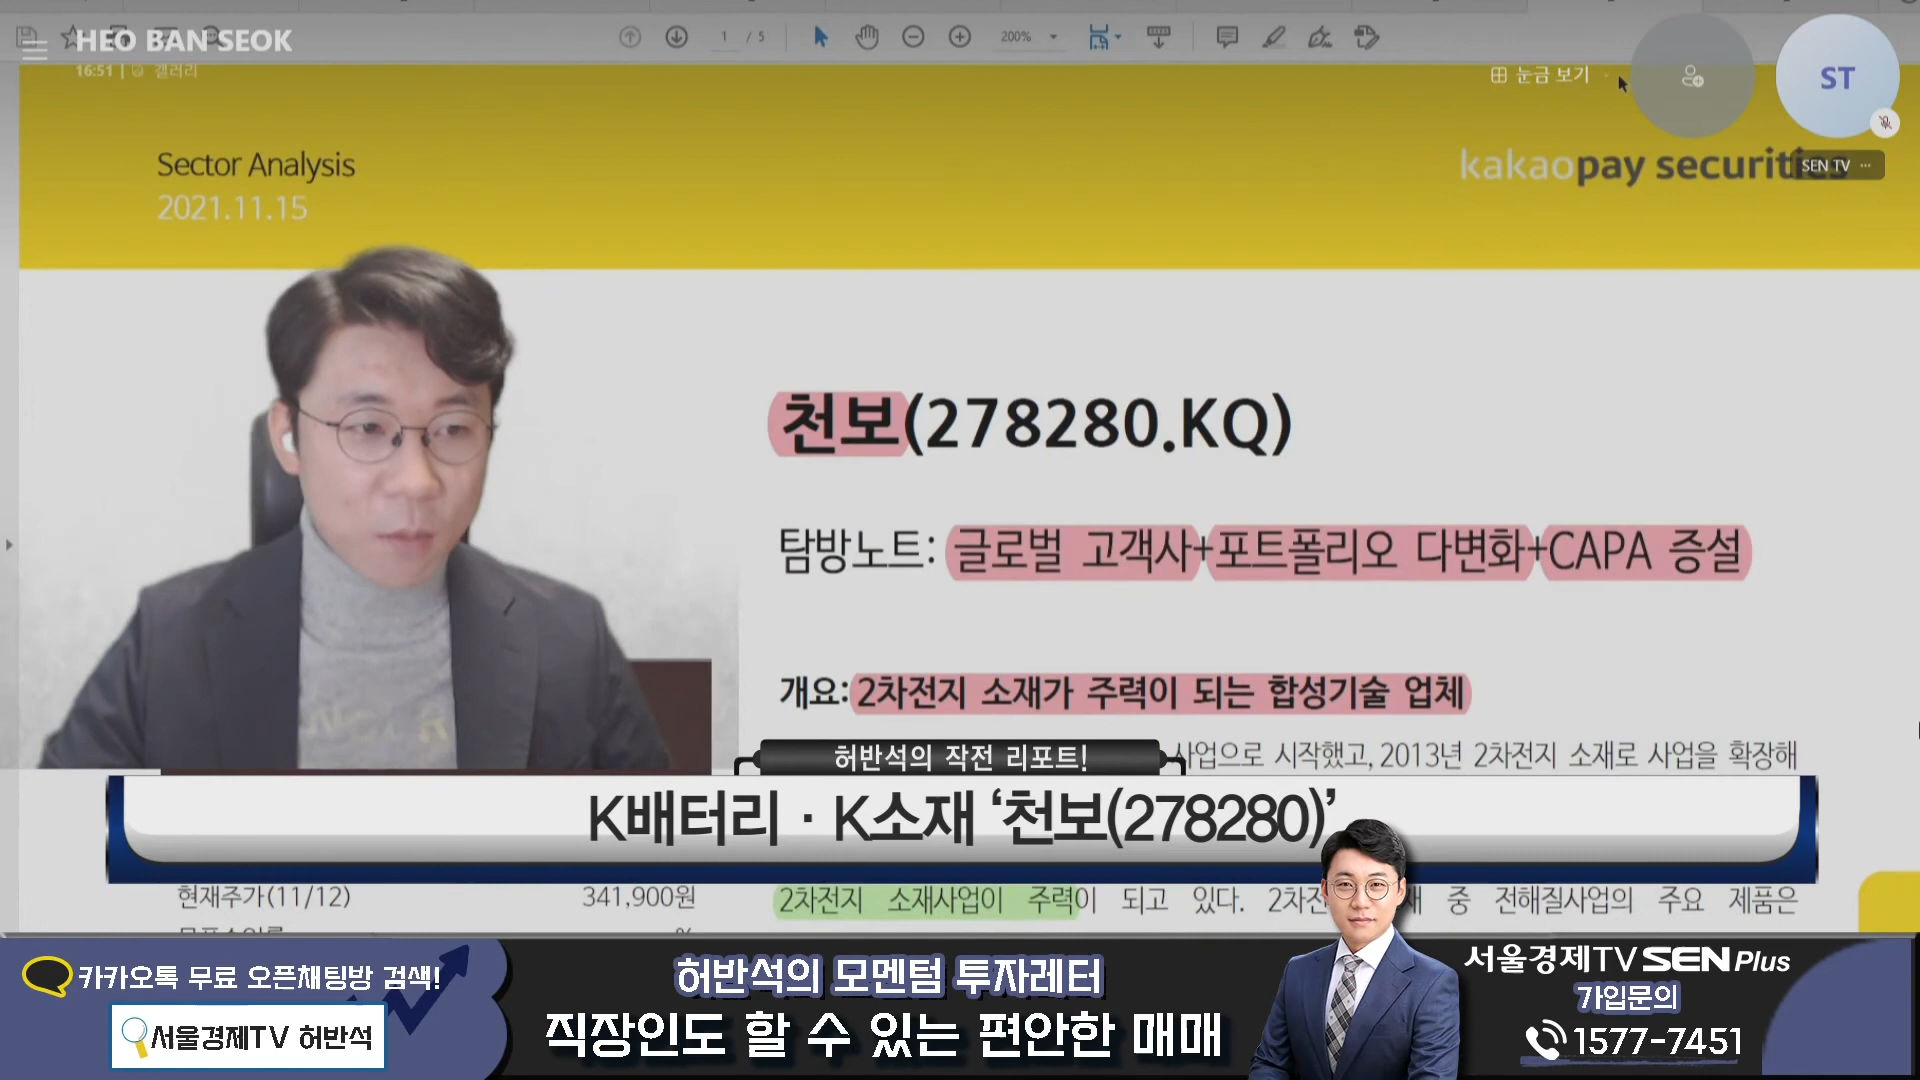 HEO BAN SEOK
1 / 5
200%
16:51 | 갤러리
눈금 보기
ST
SEN TV ...
Sector Analysis
2021.11.15
kakaopay securities
천보(278280.KQ)
탐방노트: 글로벌 고객사+포트폴리오 다변화+CAPA 증설
개요: 2차전지 소재가 주력이 되는 합성기술 업체
사업으로 시작했고, 2013년 2차전지 소재로 사업을 확장해
허반석의 작전 리포트!
K배터리 · K소재 ‘천보(278280)’
현재주가(11/12) 341,900원
2차전지 소재사업이 주력이 되고 있다. 2차전 중 전해질사업의 주요 제품은
카카오톡 무료 오픈채팅방 검색!
서울경제TV 허반석
허반석의 모멘텀 투자레터
직장인도 할 수 있는 편안한 매매
서울경제TV SEN Plus
가입문의
1577-7451